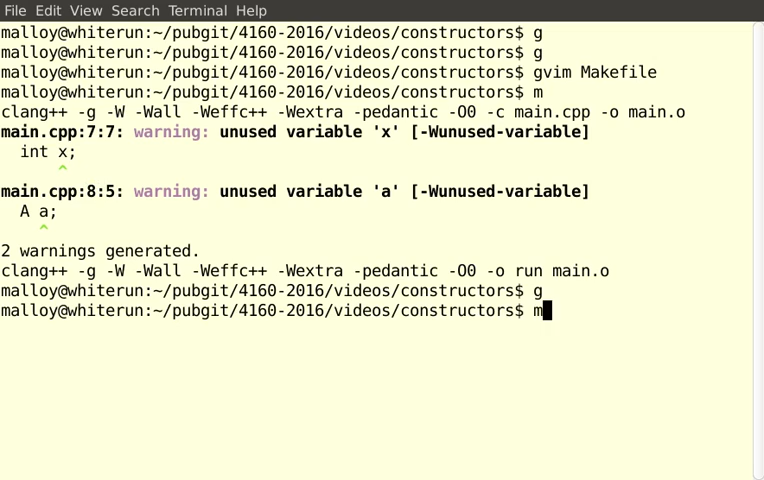 File Edit View Search Terminal Help
malloy@whiterun:~/pubgit/4160-2016/videos/constructors$ g
malloy@whiterun:~/pubgit/4160-2016/videos/constructors$ g
malloy@whiterun:~/pubgit/4160-2016/videos/constructors$ gvim Makefile
malloy@whiterun:~/pubgit/4160-2016/videos/constructors$ m
clang++ -g -W -Wall -Weffc++ -Wextra -pedantic -O0 -c main.cpp -o main.o
main.cpp:7:7: warning: unused variable 'x' [-Wunused-variable]
  int x;
      ^
main.cpp:8:5: warning: unused variable 'a' [-Wunused-variable]
  A a;
    ^
2 warnings generated.
clang++ -g -W -Wall -Weffc++ -Wextra -pedantic -O0 -o run main.o
malloy@whiterun:~/pubgit/4160-2016/videos/constructors$ g
malloy@whiterun:~/pubgit/4160-2016/videos/constructors$ m